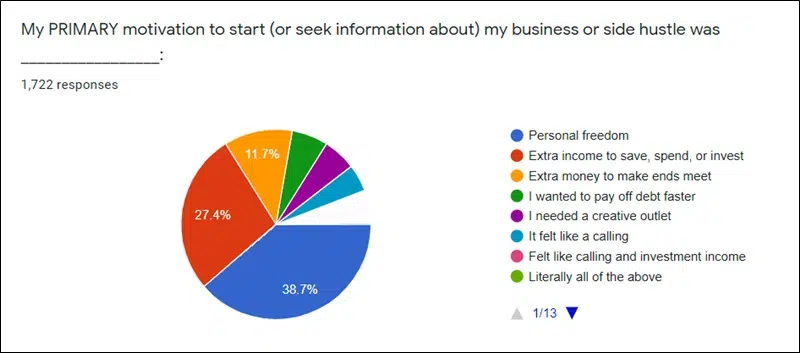 My PRIMARY motivation to start (or seek information about) my business or side hustle was
_________________:
1,722 responses
11.7%
27.4%
38.7%
Personal freedom
Extra income to save, spend, or invest
Extra money to make ends meet
I wanted to pay off debt faster
I needed a creative outlet
It felt like a calling
Felt like calling and investment income
Literally all of the above
1/13